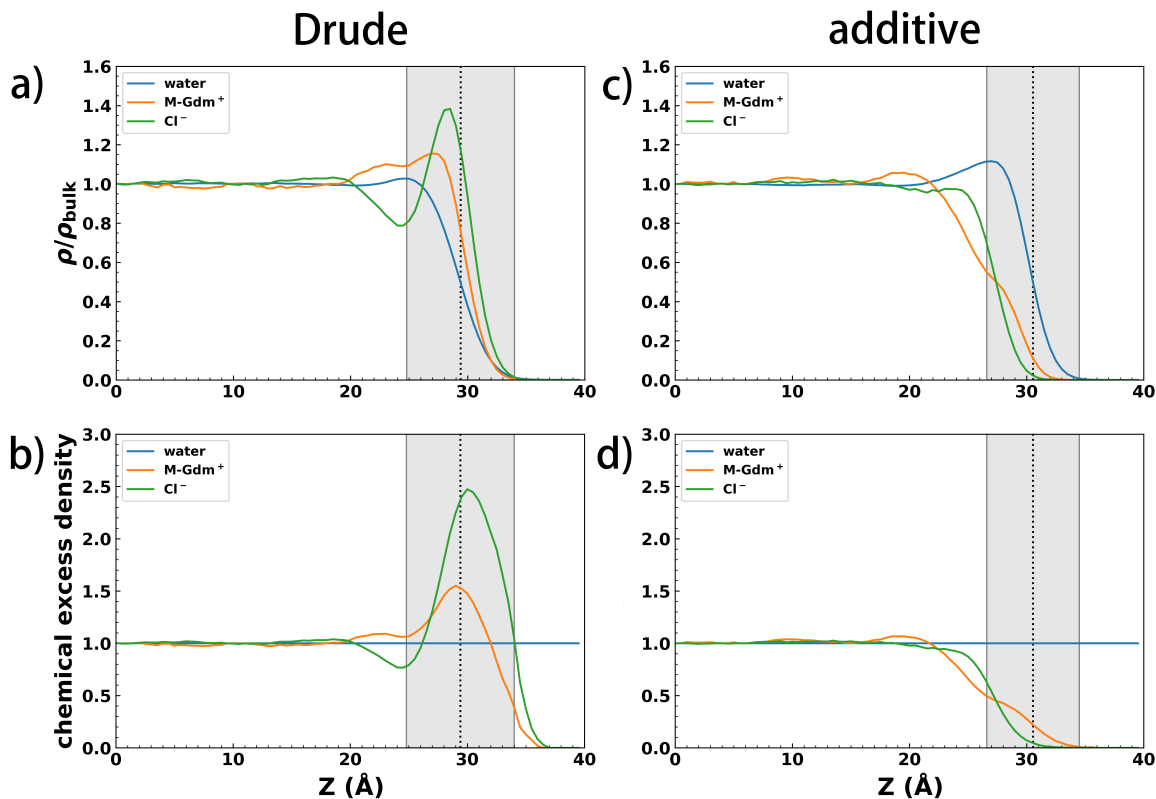 Drude
additive
a)
1.6
1.4
1.2
1.0
0.8
0.6
0.4
0.2
0.0
ρ/ρbulk
water
M-Gdm⁺
Cl⁻
0
10
20
30
40
c)
1.6
1.4
1.2
1.0
0.8
0.6
0.4
0.2
0.0
water
M-Gdm⁺
Cl⁻
0
10
20
30
40
b)
3.0
2.5
2.0
1.5
1.0
0.5
0.0
chemical excess density
water
M-Gdm⁺
Cl⁻
0
10
20
30
40
Z (Å)
d)
3.0
2.5
2.0
1.5
1.0
0.5
0.0
water
M-Gdm⁺
Cl⁻
0
10
20
30
40
Z (Å)